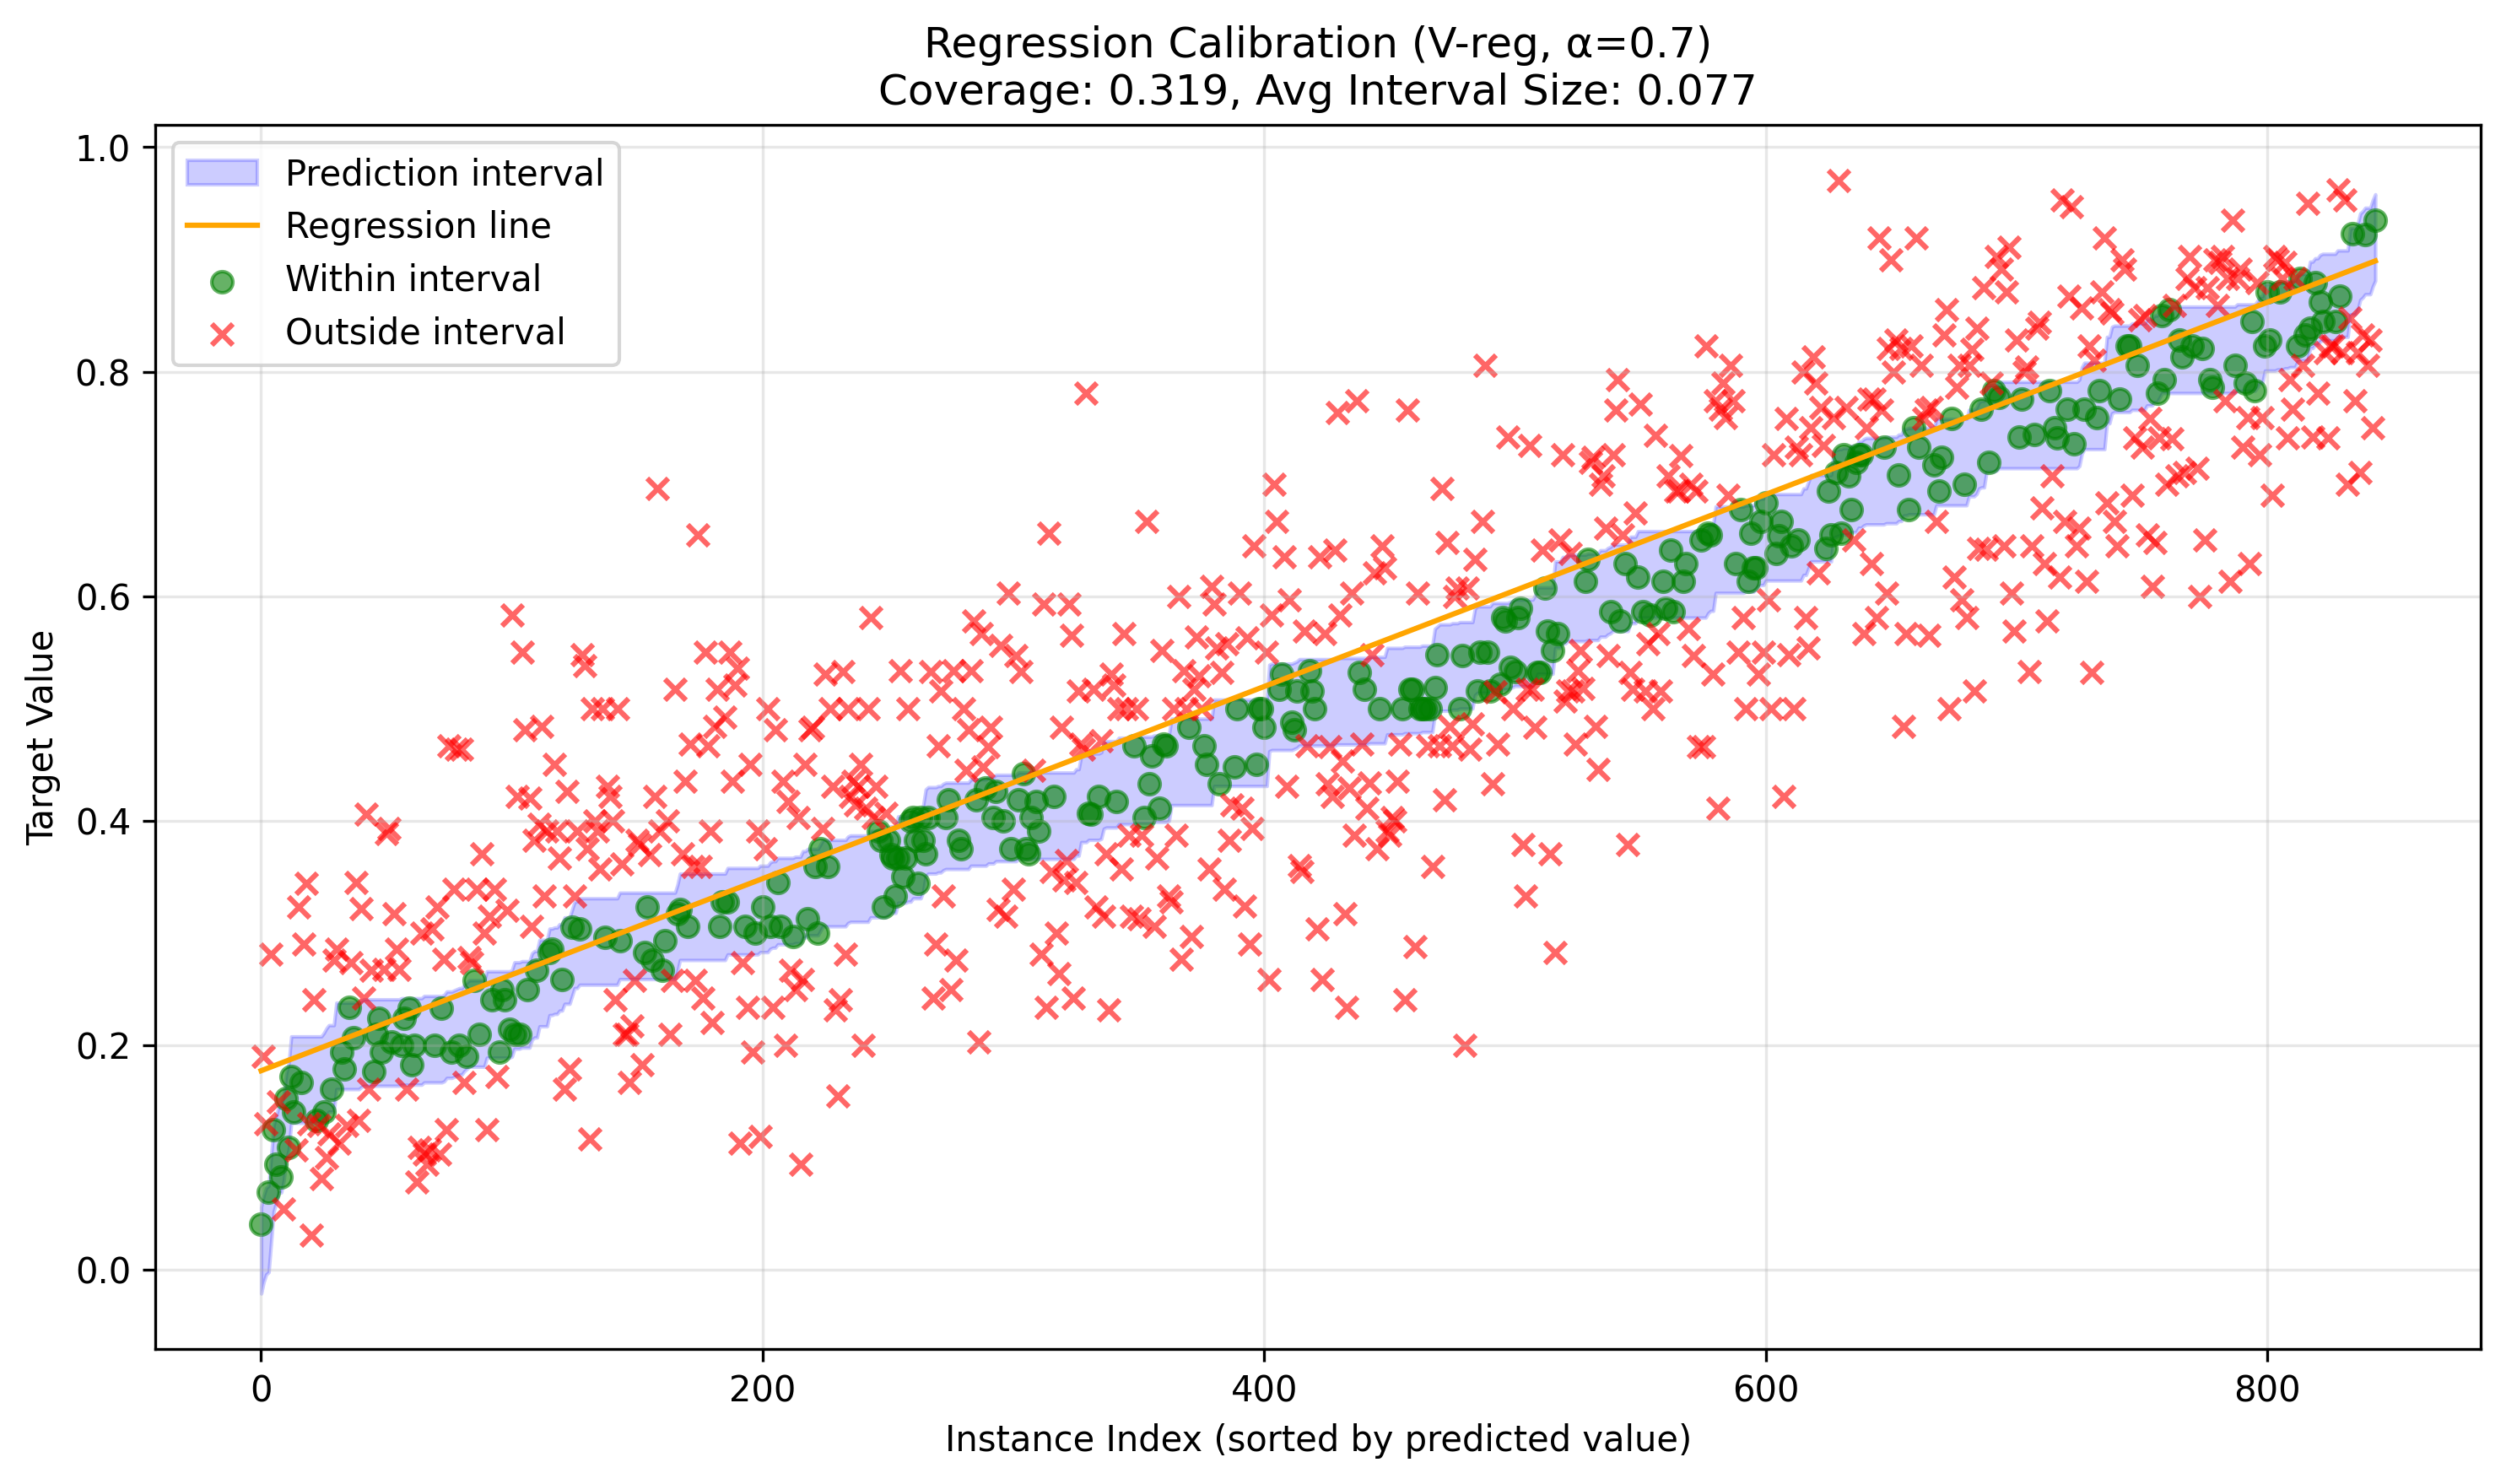 Regression Calibration (V-reg, α=0.7)
Coverage: 0.319, Avg Interval Size: 0.077
Prediction interval
Regression line
Within interval
Outside interval
1.0
0.8
0.6
0.4
0.2
0.0
Target Value
0
200
400
600
800
Instance Index (sorted by predicted value)